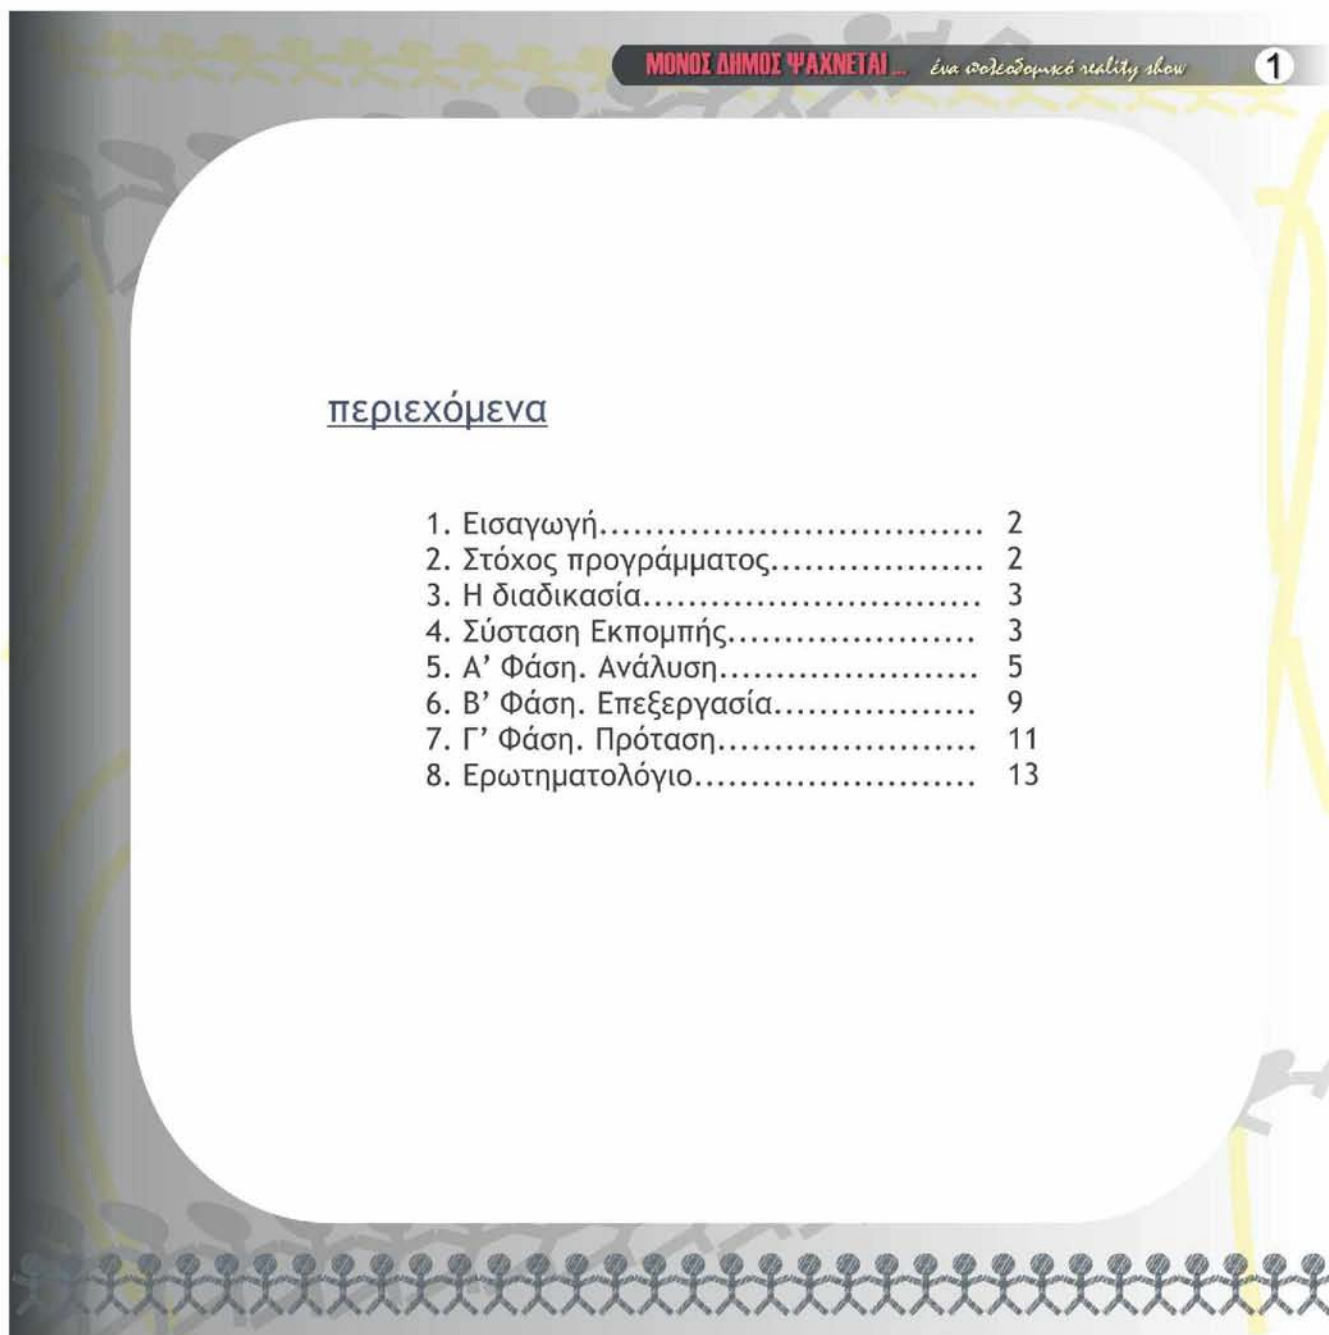 ΜΟΝΟΣ ΔΗΜΟΣ ΨΑΧΝΕΤΑΙ ... ένα πολεοδομικό reality show 1
περιεχόμενα
1. Εισαγωγή.................................. 2
2. Στόχος προγράμματος................... 2
3. Η διαδικασία.............................. 3
4. Σύσταση Εκπομπής...................... 3
5. Α’ Φάση. Ανάλυση....................... 5
6. Β’ Φάση. Επεξεργασία.................. 9
7. Γ’ Φάση. Πρόταση....................... 11
8. Ερωτηματολόγιο......................... 13